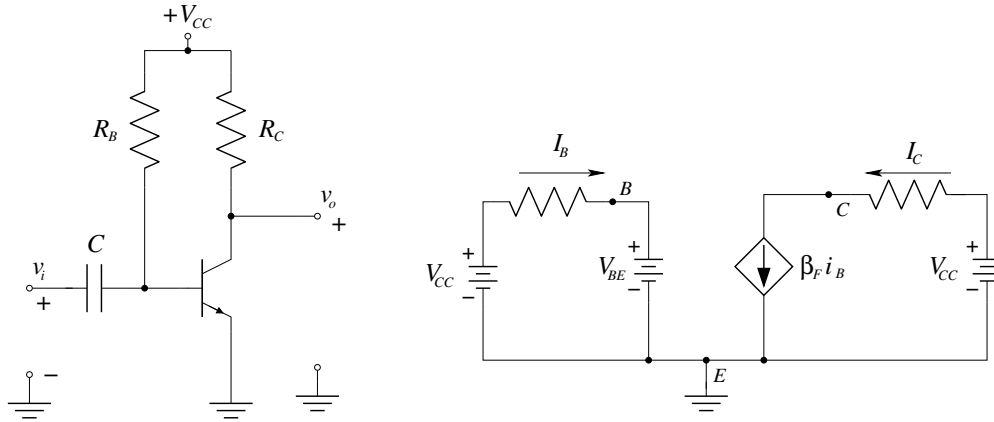 +V_CC
R_B
R_C
v_o
+
C
v_i
-
+
-
I_B
B
+
V_CC
-
+
V_BE
-
E
I_C
C
β_F i_B
+
V_CC
-